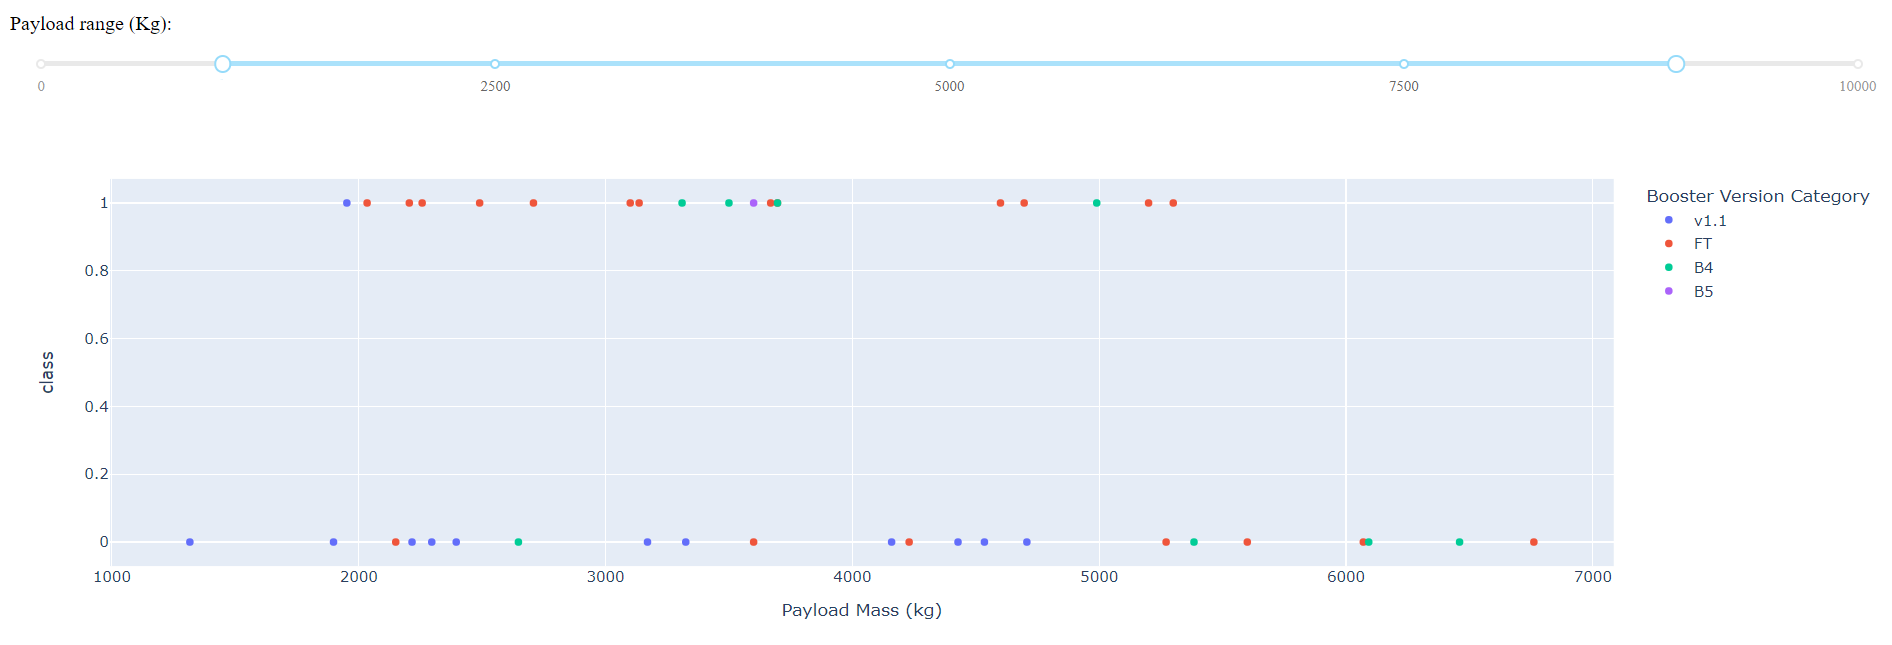 Payload range (Kg):
0 2500 5000 7500 10000
Booster Version Category
v1.1
FT
B4
B5
1
0.8
0.6
0.4
0.2
0
class
1000 2000 3000 4000 5000 6000 7000
Payload Mass (kg)